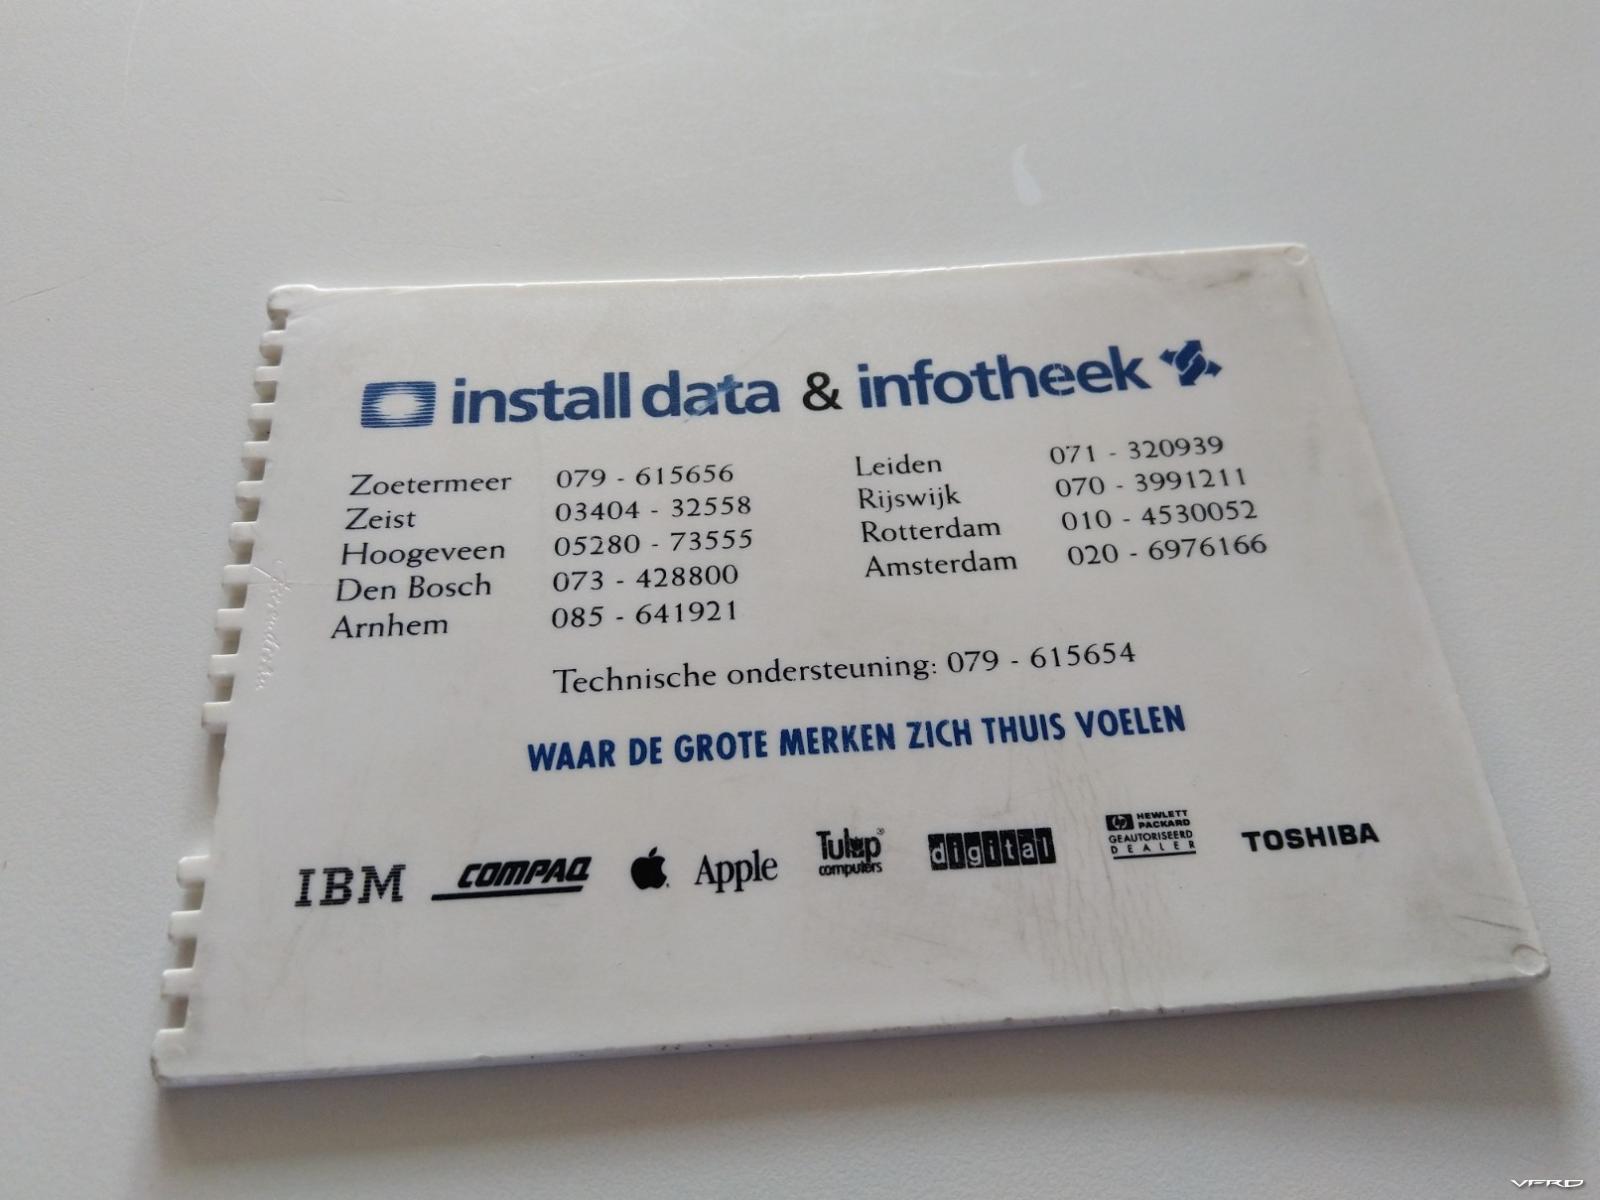 install data & infotheek
Zoetermeer 079 - 615656
Zeist 03404 - 32558
Hoogeveen 05280 - 73555
Den Bosch 073 - 428800
Arnhem 085 - 641921
Leiden 071 - 320939
Rijswijk 070 - 3991211
Rotterdam 010 - 4530052
Amsterdam 020 - 6976166
Technische ondersteuning: 079 - 615654
WAAR DE GROTE MERKEN ZICH THUIS VOELEN
IBM
COMPAQ
Apple
Tulip®
computers
digital
hp HEWLETT
PACKARD
GEAUTORISEERD
DEALER
TOSHIBA
VFRD